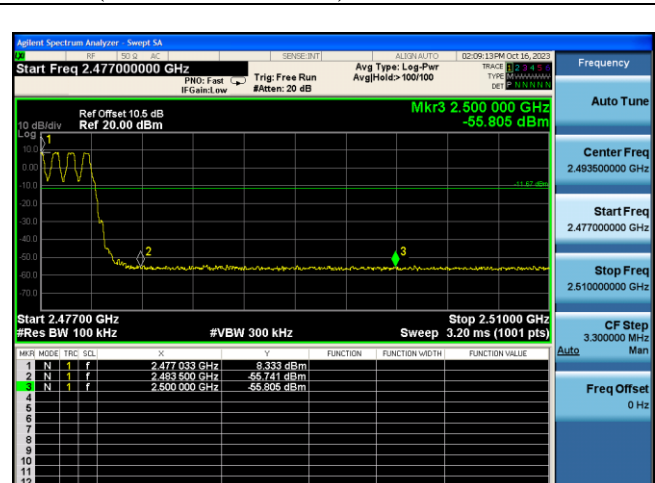 Agilent Spectrum Analyzer - Swept SA
RF 50 Ω AC SENSE:INT ALIGN AUTO 02:09:13 PM Oct 16, 2023
Start Freq 2.477000000 GHz
PNO: Fast
IFGain:Low
Trig: Free Run
#Atten: 20 dB
Avg Type: Log-Pwr
Avg|Hold:>100/100
TRACE 1 2 3 4 5 6
TYPE M
DET P N N N N N
Ref Offset 10.5 dB
Ref 20.00 dBm
10 dB/div
Log
Mkr3 2.500 000 GHz
-55.805 dBm
10.0
0.00
-10.0
-20.0
-30.0
-40.0
-50.0
-60.0
-70.0
1
2
3
-11.67 dBm
Start 2.47700 GHz
Stop 2.51000 GHz
#Res BW 100 kHz
#VBW 300 kHz
Sweep 3.20 ms (1001 pts)
MKR MODE TRC SCL X Y FUNCTION FUNCTION WIDTH FUNCTION VALUE
1 N 1 f 2.477 033 GHz 8.333 dBm
2 N 1 f 2.483 500 GHz -55.741 dBm
3 N 1 f 2.500 000 GHz -55.805 dBm
4
5
6
7
8
9
10
11
12
Frequency
Auto Tune
Center Freq
2.493500000 GHz
Start Freq
2.477000000 GHz
Stop Freq
2.510000000 GHz
CF Step
3.300000 MHz
Auto Man
Freq Offset
0 Hz